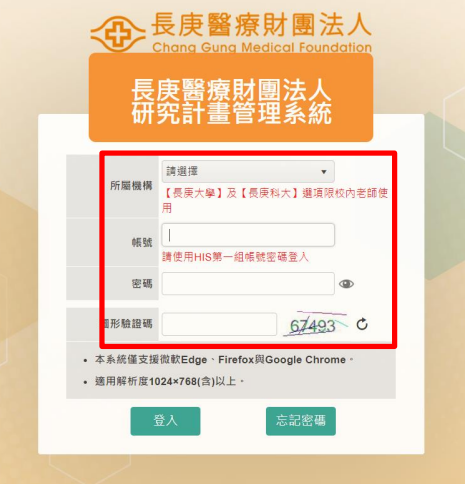 長庚醫療財團法人
Chang Gung Medical Foundation
長庚醫療財團法人
研究計畫管理系統
所屬機構
請選擇
【長庚大學】及【長庚科大】選項限校內老師使
用
帳號
請使用HIS第一組帳號密碼登入
密碼
圖形驗證碼
67493
本系統僅支援微軟Edge、Firefox與Google Chrome。
適用解析度1024×768(含)以上。
登入
忘記密碼